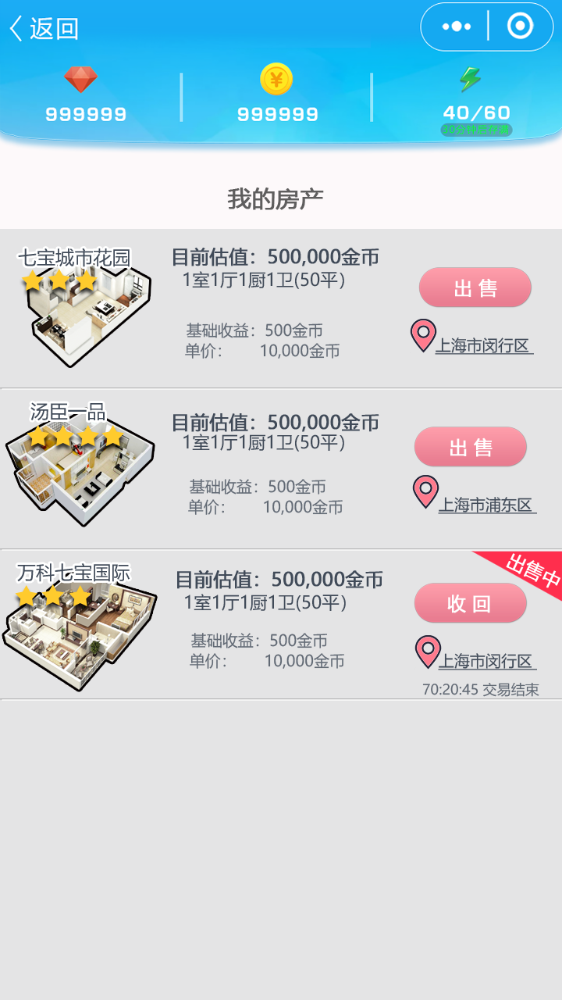 返回
999999
999999
40/60
我的房产
七宝城市花园
目前估值：500,000金币
1室1厅1厨1卫(50平)
出售
基础收益：500金币
单价： 10,000金币
上海市闵行区
汤臣一品
目前估值：500,000金币
1室1厅1厨1卫(50平)
出售
基础收益：500金币
单价： 10,000金币
上海市浦东区
出售中
万科七宝国际
目前估值：500,000金币
1室1厅1厨1卫(50平)
收回
基础收益：500金币
单价： 10,000金币
上海市闵行区
70:20:45 交易结束